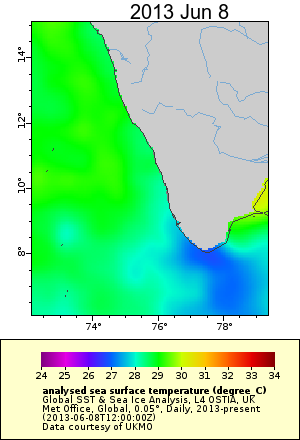 2013 Jun 8
14°
12°
10°
8°
74° 76° 78°
24 25 26 27 28 29 30 31 32 33 34
analysed sea surface temperature (degree_C)
Global SST & Sea Ice Analysis, L4 OSTIA, UK
Met Office, Global, 0.05°, Daily, 2013-present
(2013-06-08T12:00:00Z)
Data courtesy of UKMO